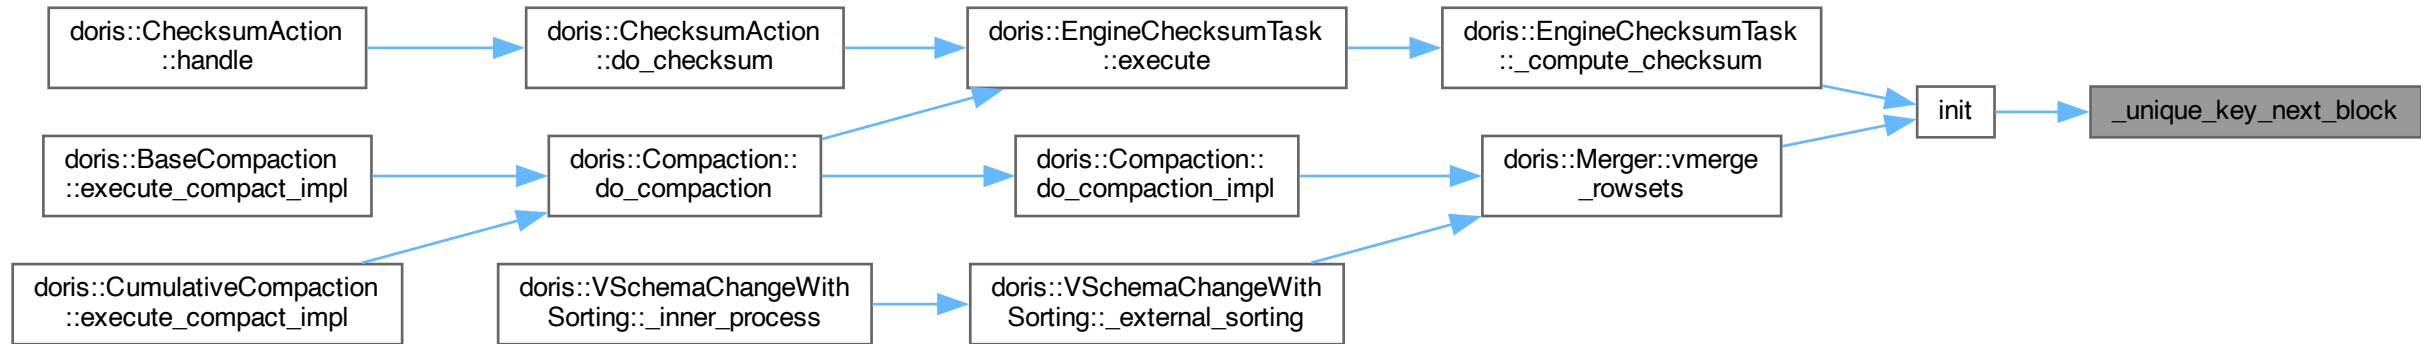 doris::ChecksumAction
::handle
doris::ChecksumAction
::do_checksum
doris::EngineChecksumTask
::execute
doris::EngineChecksumTask
::_compute_checksum
init
_unique_key_next_block
doris::BaseCompaction
::execute_compact_impl
doris::Compaction::
do_compaction
doris::Compaction::
do_compaction_impl
doris::Merger::vmerge
_rowsets
doris::CumulativeCompaction
::execute_compact_impl
doris::VSchemaChangeWith
Sorting::_inner_process
doris::VSchemaChangeWith
Sorting::_external_sorting